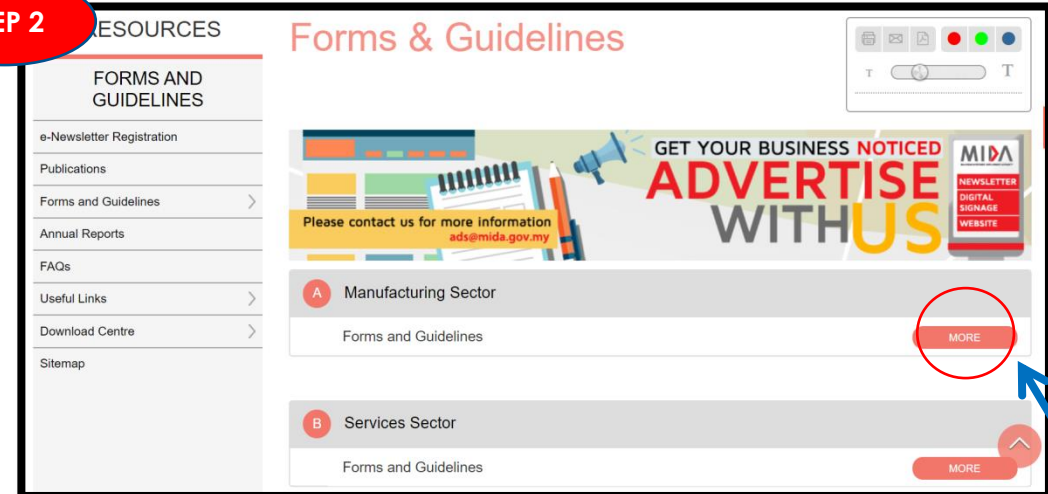 EP 2
RESOURCES
FORMS AND
GUIDELINES
e-Newsletter Registration
Publications
Forms and Guidelines
Annual Reports
FAQs
Useful Links
Download Centre
Sitemap
Forms & Guidelines
T T
GET YOUR BUSINESS NOTICED
ADVERTISE
WITH US
Please contact us for more information
ads@mida.gov.my
MIDA
NEWSLETTER
DIGITAL
SIGNAGE
WEBSITE
A Manufacturing Sector
Forms and Guidelines MORE
B Services Sector
Forms and Guidelines MORE